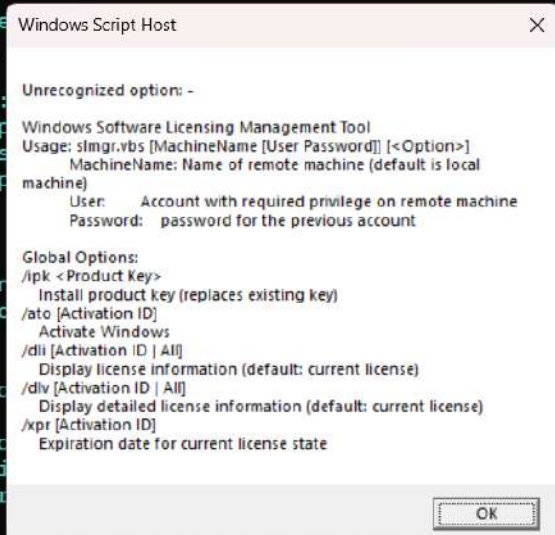 Windows Script Host
Unrecognized option: -
Windows Software Licensing Management Tool
Usage: slmgr.vbs [MachineName [User Password]] [<Option>]
MachineName: Name of remote machine (default is local
machine)
User: Account with required privilege on remote machine
Password: password for the previous account
Global Options:
/ipk <Product Key>
Install product key (replaces existing key)
/ato [Activation ID]
Activate Windows
/dli [Activation ID | All]
Display license information (default: current license)
/dlv [Activation ID | All]
Display detailed license information (default: current license)
/xpr [Activation ID]
Expiration date for current license state
OK